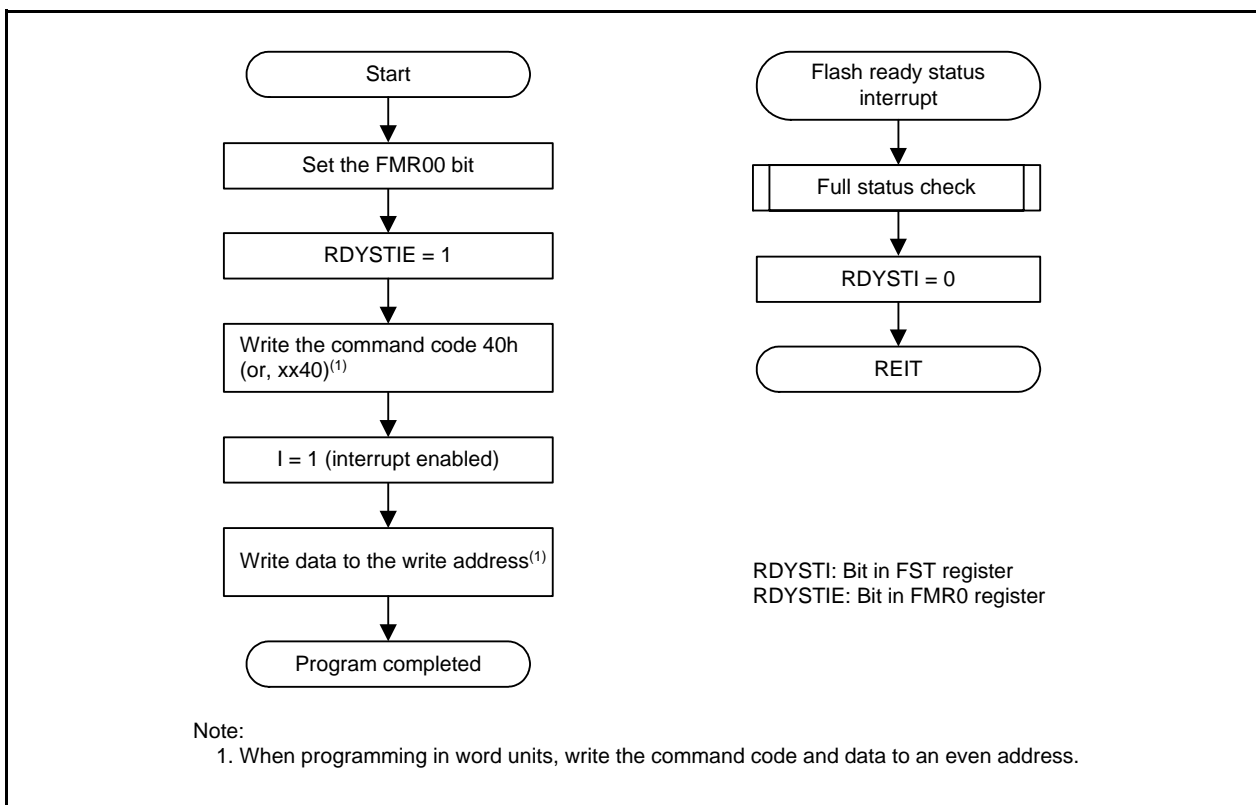 Start
Set the FMR00 bit
RDYSTIE = 1
Write the command code 40h
(or, xx40)(1)
I = 1 (interrupt enabled)
Write data to the write address(1)
Program completed
Flash ready status
interrupt
Full status check
RDYSTI = 0
REIT
RDYSTI: Bit in FST register
RDYSTIE: Bit in FMR0 register
Note:
1. When programming in word units, write the command code and data to an even address.